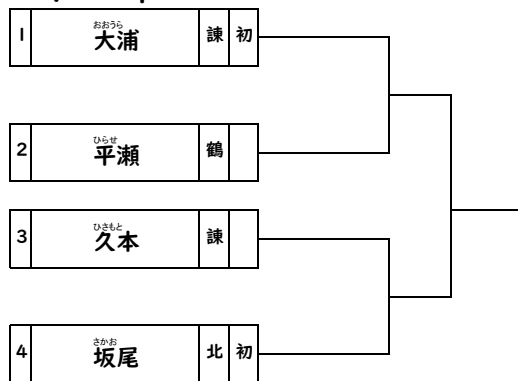 1 大浦 諫 初
おおうら
2 平瀬 鶴
ひらせ
3 久本 諫
ひさもと
4 坂尾 北 初
さかお